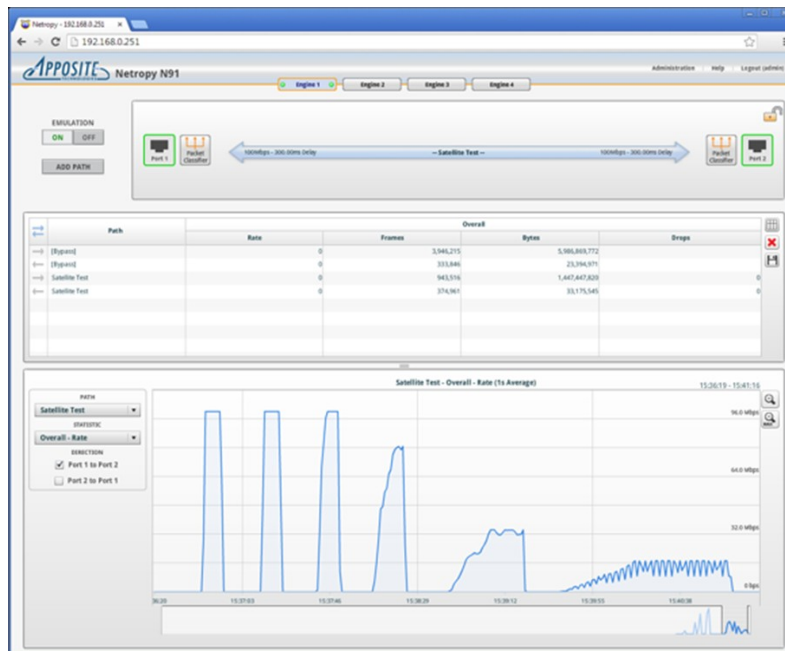 Netropy - 192.168.0.251
192.168.0.251
APPOSITE Netropy N91
Administration Help Logout (admin)
Engine 1 Engine 2 Engine 3 Engine 4
EMULATION
ON OFF
ADD PATH
Port 1
Packet Classifier
100Mbps - 300.00ms Delay
-- Satellite Test --
100Mbps - 300.00ms Delay
Packet Classifier
Port 2
Path Overall
Rate Frames Bytes Drops
[Bypass] 0 3,940,215 5,980,869,772
[Bypass] 0 333,846 23,394,971
Satellite Test 0 943,516 1,447,447,820 0
Satellite Test 0 374,961 33,175,545 0
PATH
Satellite Test
STATISTIC
Overall - Rate
DIRECTION
Port 1 to Port 2
Port 2 to Port 1
Satellite Test - Overall - Rate (1s Average)
15:36:19 - 15:41:16
96.0 Mbps
64.0 Mbps
32.0 Mbps
0 bps
36:20 15:37:03 15:37:46 15:38:29 15:39:12 15:39:55 15:40:38